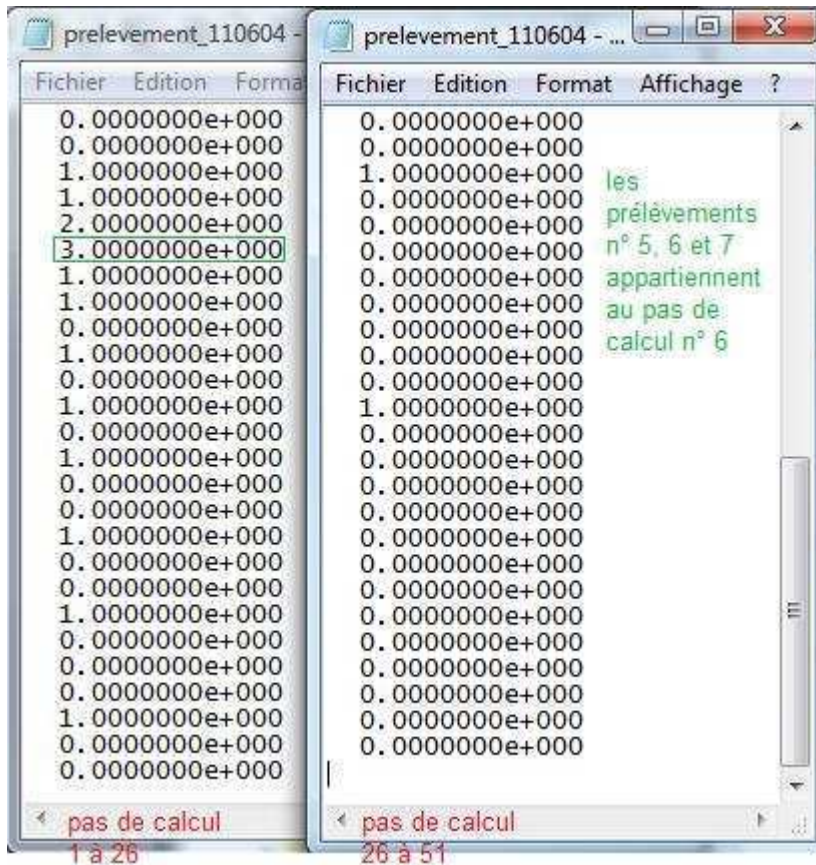 prelevement_110604 -
Fichier Edition Forma
0.0000000e+000
0.0000000e+000
1.0000000e+000
1.0000000e+000
2.0000000e+000
3.0000000e+000
1.0000000e+000
1.0000000e+000
0.0000000e+000
1.0000000e+000
0.0000000e+000
1.0000000e+000
0.0000000e+000
1.0000000e+000
0.0000000e+000
0.0000000e+000
1.0000000e+000
0.0000000e+000
0.0000000e+000
1.0000000e+000
0.0000000e+000
0.0000000e+000
0.0000000e+000
1.0000000e+000
0.0000000e+000
0.0000000e+000
pas de calcul
1 à 26
prelevement_110604 - ...
Fichier Edition Format Affichage ?
0.0000000e+000
0.0000000e+000
1.0000000e+000
0.0000000e+000
0.0000000e+000
0.0000000e+000
0.0000000e+000
0.0000000e+000
0.0000000e+000
0.0000000e+000
0.0000000e+000
1.0000000e+000
0.0000000e+000
0.0000000e+000
0.0000000e+000
0.0000000e+000
0.0000000e+000
0.0000000e+000
0.0000000e+000
0.0000000e+000
0.0000000e+000
0.0000000e+000
0.0000000e+000
0.0000000e+000
0.0000000e+000
les
prélévements
n° 5, 6 et 7
appartiennent
au pas de
calcul n° 6
pas de calcul
26 à 51